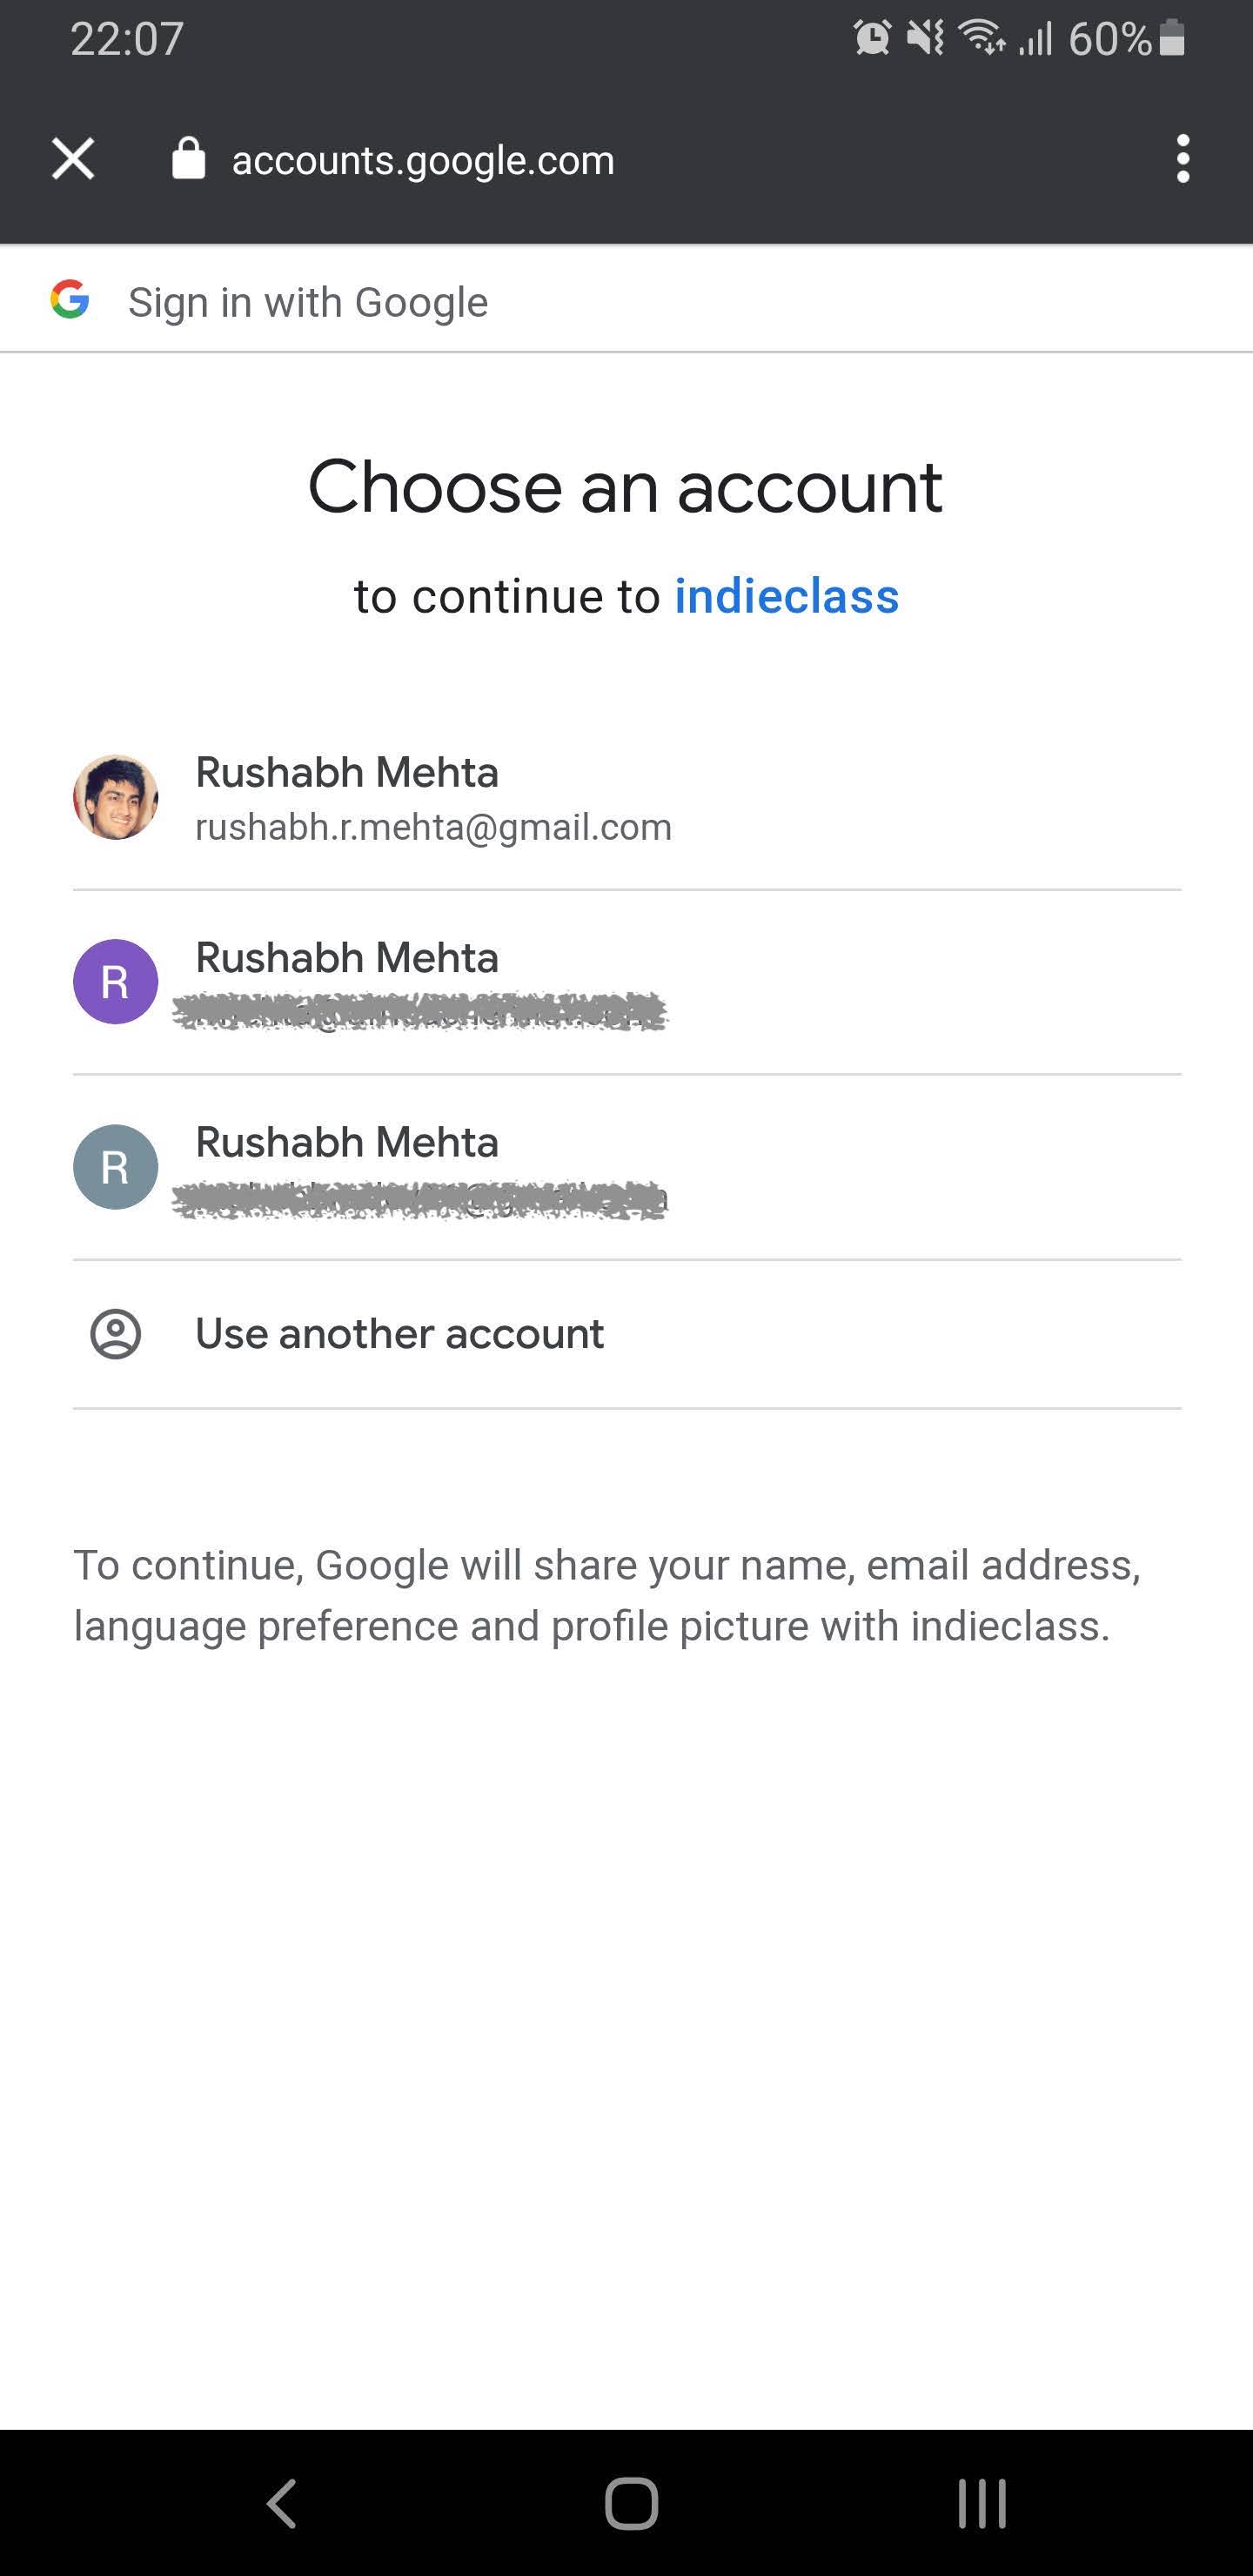 22:07
60%
accounts.google.com
Sign in with Google
Choose an account
to continue to indieclass
Rushabh Mehta
rushabh.r.mehta@gmail.com
R
Rushabh Mehta
R
Rushabh Mehta
Use another account
To continue, Google will share your name, email address,
language preference and profile picture with indieclass.